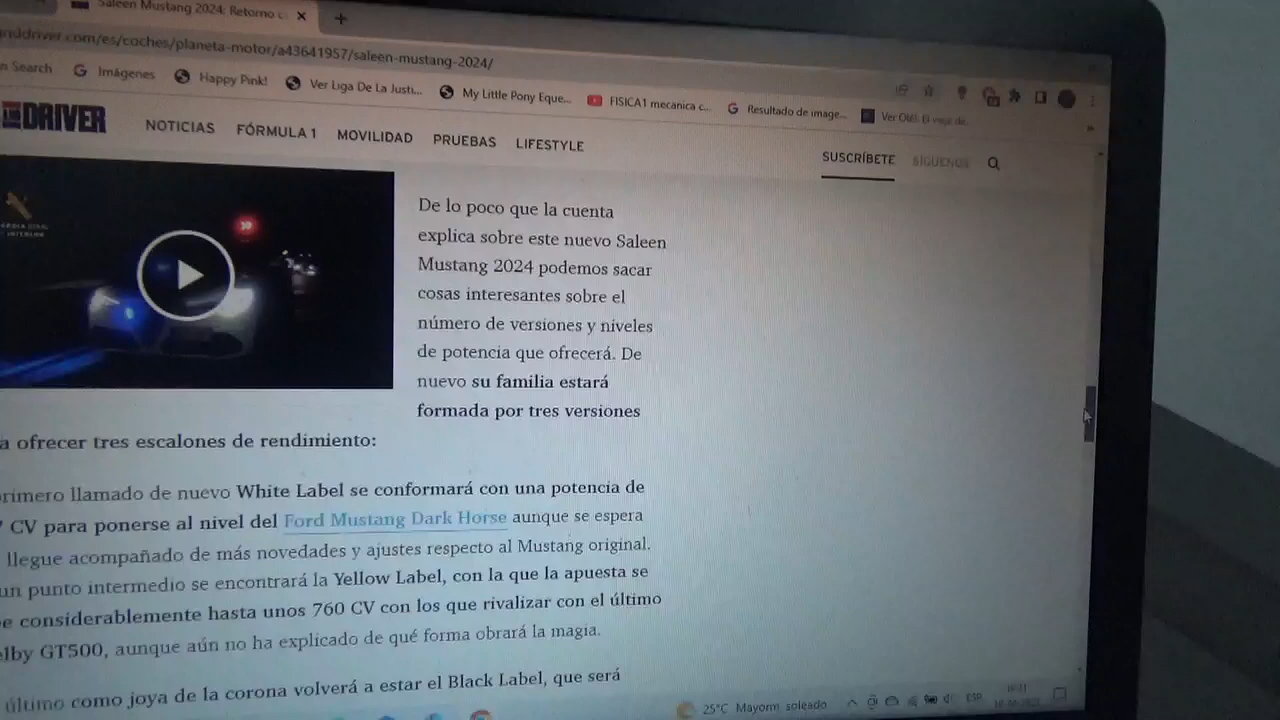 Saleen Mustang 2024: Retorno
driver.com/es/coches/planeta-motor/a43641957/saleen-mustang-2024/
Search Imágenes Happy Pink! Ver Liga De La Justi... My Little Pony Eque... FISICA1 mecanica c... Resultado de image...
DRIVER NOTICIAS FÓRMULA 1 MOVILIDAD PRUEBAS LIFESTYLE SUSCRÍBETE SÍGUENOS
De lo poco que la cuenta
explica sobre este nuevo Saleen
Mustang 2024 podemos sacar
cosas interesantes sobre el
número de versiones y niveles
de potencia que ofrecerá. De
nuevo su familia estará
formada por tres versiones
a ofrecer tres escalones de rendimiento:
primero llamado de nuevo White Label se conformará con una potencia de
CV para ponerse al nivel del Ford Mustang Dark Horse aunque se espera
llegue acompañado de más novedades y ajustes respecto al Mustang original.
un punto intermedio se encontrará la Yellow Label, con la que la apuesta se
e considerablemente hasta unos 760 CV con los que rivalizar con el último
elby GT500, aunque aún no ha explicado de qué forma obrará la magia.
último como joya de la corona volverá a estar el Black Label, que será
25°C Mayorm. soleado ESP